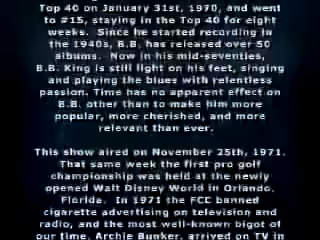 Top 40 on January 31st, 1970, and went
to #15, staying in the Top 40 for eight
weeks. Since he started recording in
the 1940s, B.B. has released over 50
albums. Now in his mid-seventies,
B.B. King is still light on his feet, singing
and playing the blues with relentless
passion. Time has no apparent effect on
B.B. other than to make him more
popular, more cherished, and more
relevant than ever.
This show aired on November 25th, 1971.
That same week the first pro golf
championship was held at the newly
opened Walt Disney World in Orlando,
Florida. In 1971 the FCC banned
cigarette advertising on television and
radio, and the most well-known bigot of
our time, Archie Bunker, arrived on TV in